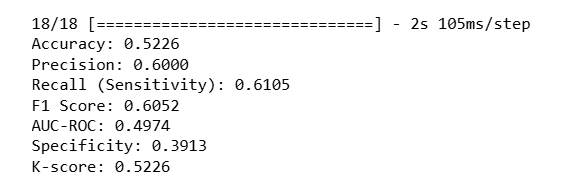 18/18 [==============================] - 2s 105ms/step
Accuracy: 0.5226
Precision: 0.6000
Recall (Sensitivity): 0.6105
F1 Score: 0.6052
AUC-ROC: 0.4974
Specificity: 0.3913
K-score: 0.5226